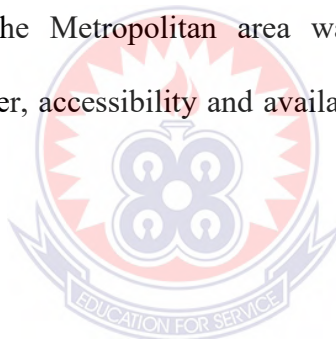 he Metropolitan area wa
er, accessibility and availa
EDUCATION FOR SERVICE